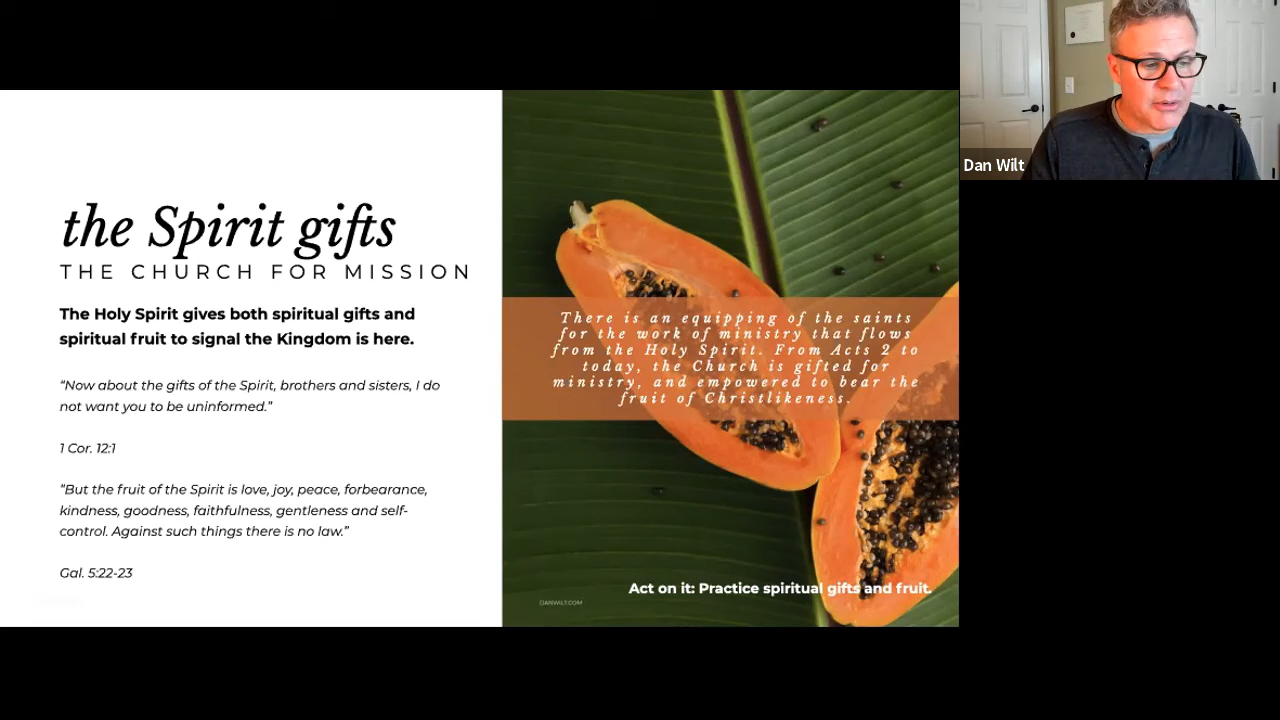 the Spirit gifts
THE CHURCH FOR MISSION
The Holy Spirit gives both spiritual gifts and
spiritual fruit to signal the Kingdom is here.
“Now about the gifts of the Spirit, brothers and sisters, I do
not want you to be uninformed.”
1 Cor. 12:1
“But the fruit of the Spirit is love, joy, peace, forbearance,
kindness, goodness, faithfulness, gentleness and self-
control. Against such things there is no law.”
Gal. 5:22-23
There is an equipping of the saints
for the work of ministry that flows
from the Holy Spirit. From Acts 2 to
today, the Church is gifted for
ministry, and empowered to bear the
fruit of Christlikeness.
Act on it: Practice spiritual gifts and fruit.
DANWILT.COM
Dan Wilt